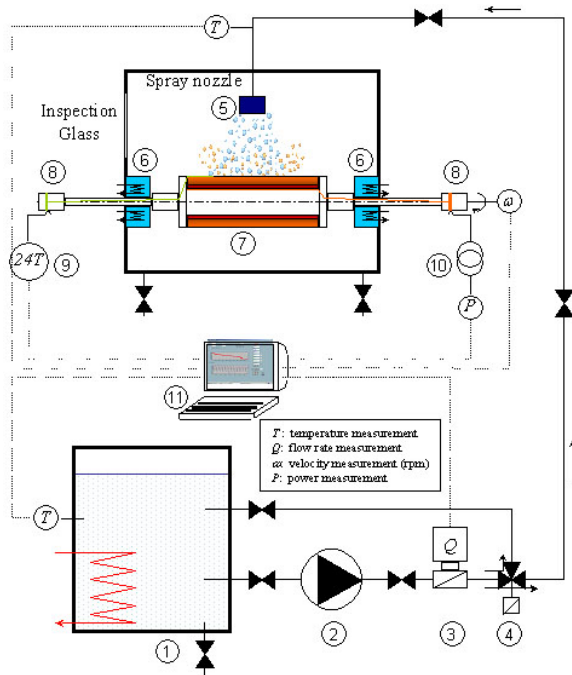 T
Spray nozzle
5
Inspection
Glass
6
6
8
8
ω
7
24T
9
10
P
11
T: temperature measurement
Q: flow rate measurement
ω: velocity measurement (rpm)
P: power measurement
T
Q
1
2
3
4